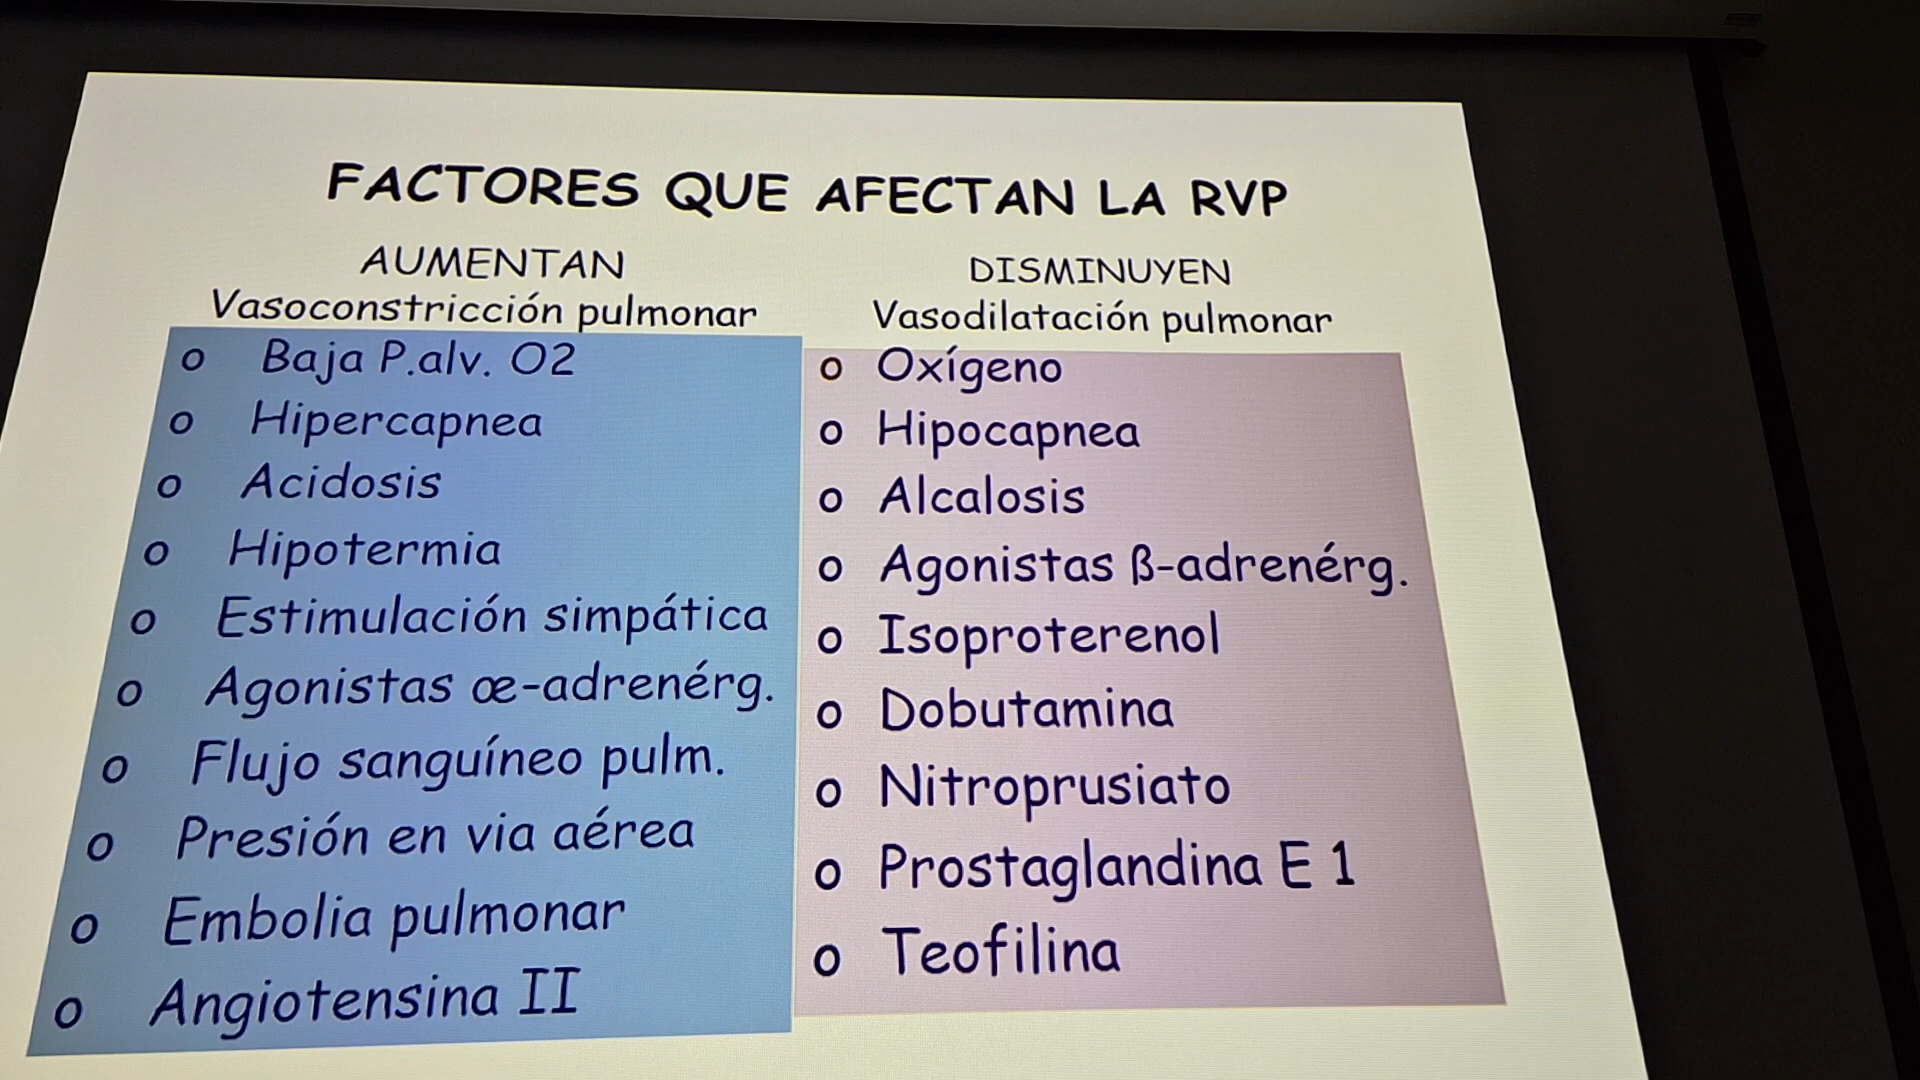 FACTORES QUE AFECTAN LA RVP
AUMENTAN
Vasoconstricción pulmonar
o Baja P.alv. O2
o Hipercapnea
o Acidosis
o Hipotermia
o Estimulación simpática
o Agonistas œ-adrenérg.
o Flujo sanguíneo pulm.
o Presión en via aérea
o Embolia pulmonar
o Angiotensina II
DISMINUYEN
Vasodilatación pulmonar
o Oxígeno
o Hipocapnea
o Alcalosis
o Agonistas ß-adrenérg.
o Isoproterenol
o Dobutamina
o Nitroprusiato
o Prostaglandina E 1
o Teofilina